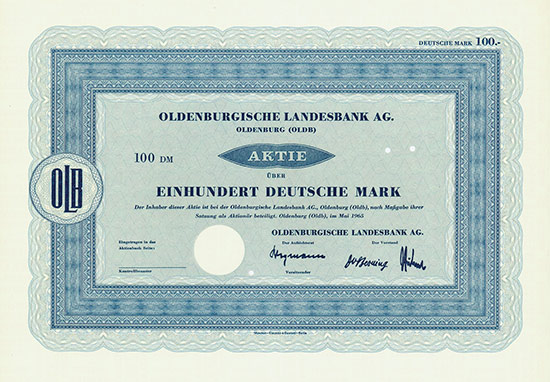 DEUTSCHE MARK 100.-
OLDENBURGISCHE LANDESBANK AG.
OLDENBURG (OLDB)
100 DM
AKTIE
ÜBER
EINHUNDERT DEUTSCHE MARK
OLB
Der Inhaber dieser Aktie ist bei der Oldenburgische Landesbank AG., Oldenburg (Oldb), nach Maßgabe ihrer
Satzung als Aktionär beteiligt. Oldenburg (Oldb), im Mai 1965
OLDENBURGISCHE LANDESBANK AG.
Eingetragen in das
Aktienbuch Seite:
Der Aufsichtsrat
Der Vorstand
Vorsitzender
Kontrollbeamter